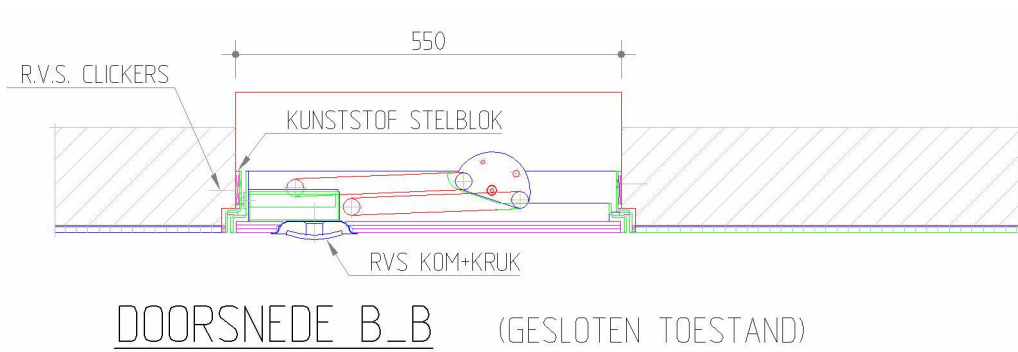 550
R.V.S. CLICKERS
KUNSTSTOF STELBLOK
RVS KOM+KRUK
DOORSNEDE B_B (GESLOTEN TOESTAND)